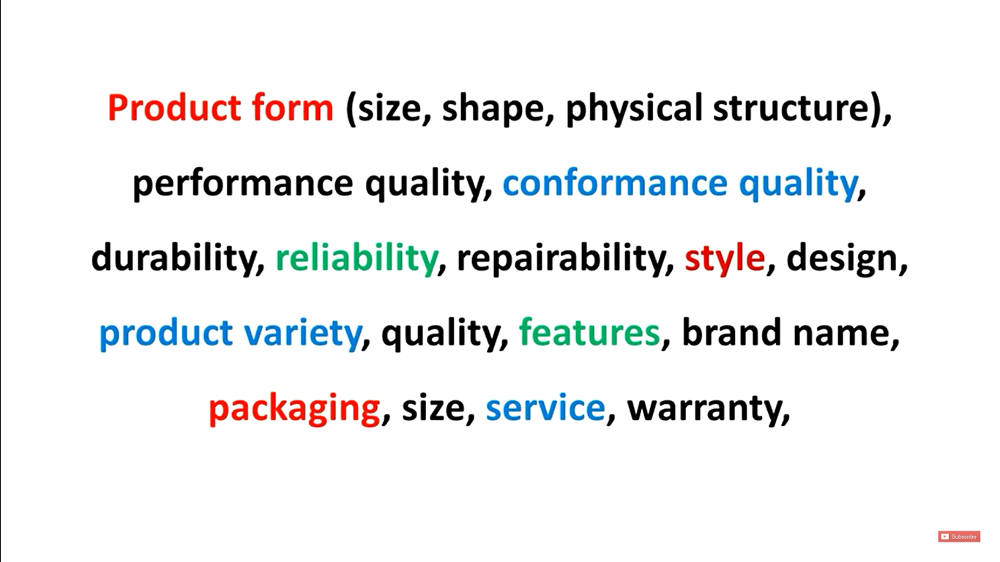 Product form (size, shape, physical structure),
performance quality, conformance quality,
durability, reliability, repairability, style, design,
product variety, quality, features, brand name,
packaging, size, service, warranty,
Subscribe